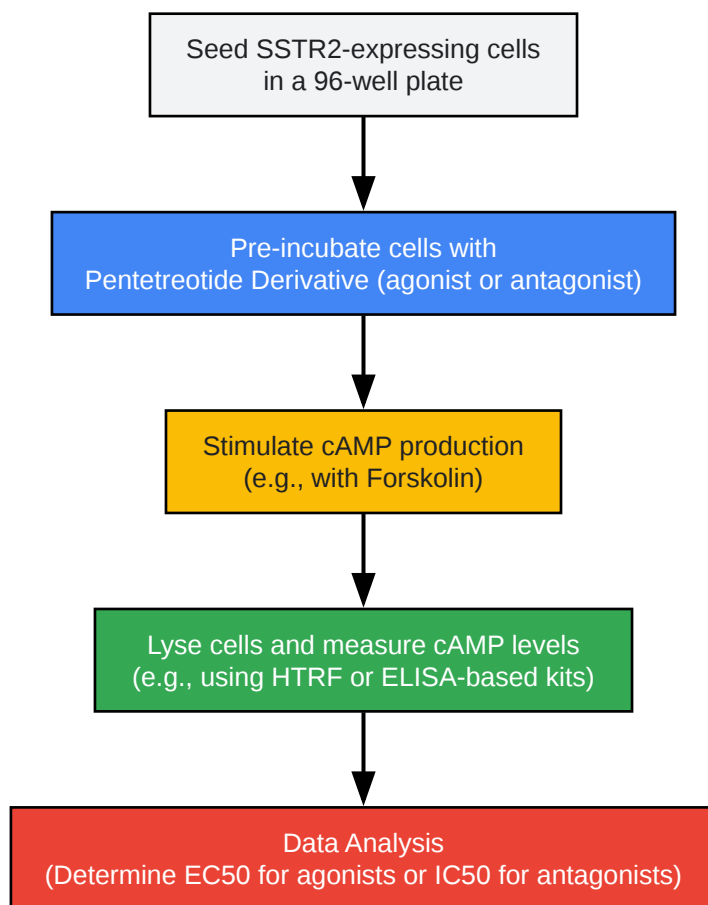 Seed SSTR2-expressing cells
in a 96-well plate
Pre-incubate cells with
Pentetreotide Derivative (agonist or antagonist)
Stimulate cAMP production
(e.g., with Forskolin)
Lyse cells and measure cAMP levels
(e.g., using HTRF or ELISA-based kits)
Data Analysis
(Determine EC50 for agonists or IC50 for antagonists)